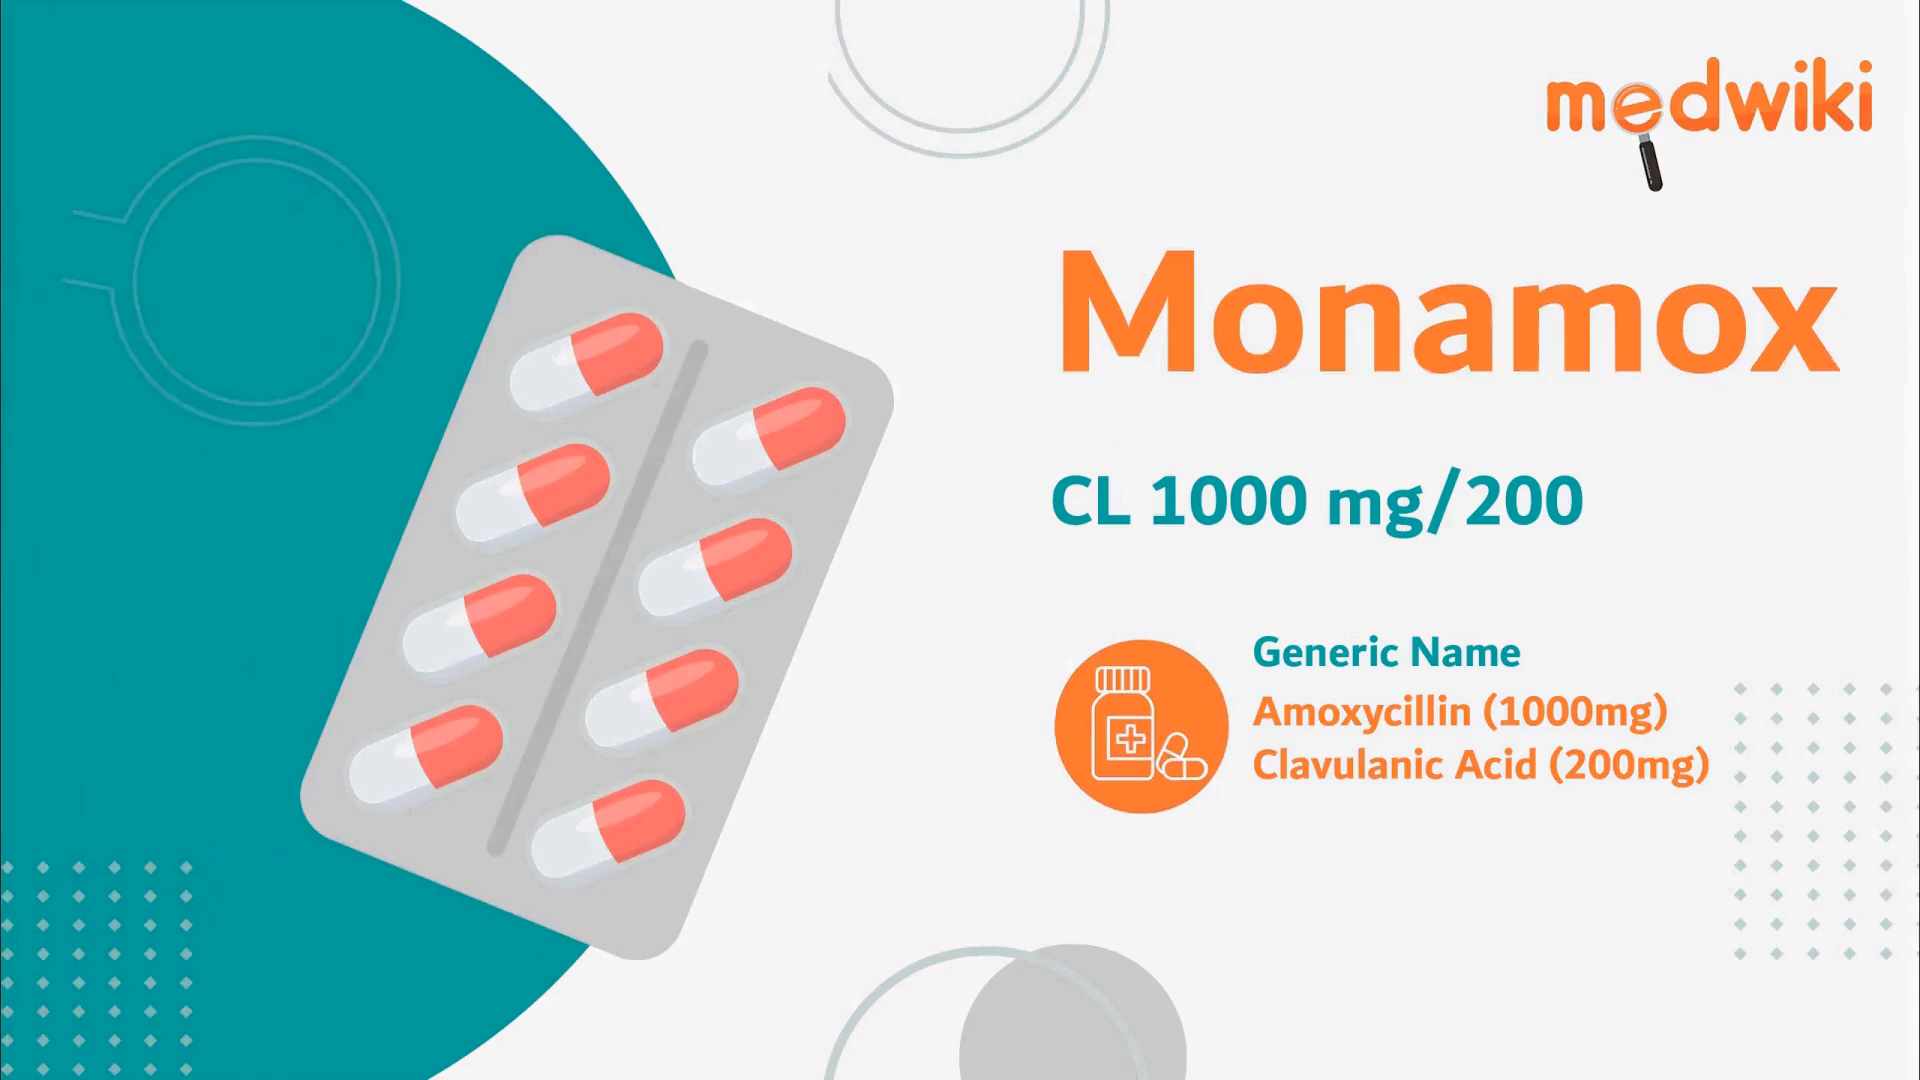 medwiki
Monamox
CL 1000 mg/200
Generic Name
Amoxycillin (1000mg)
Clavulanic Acid (200mg)